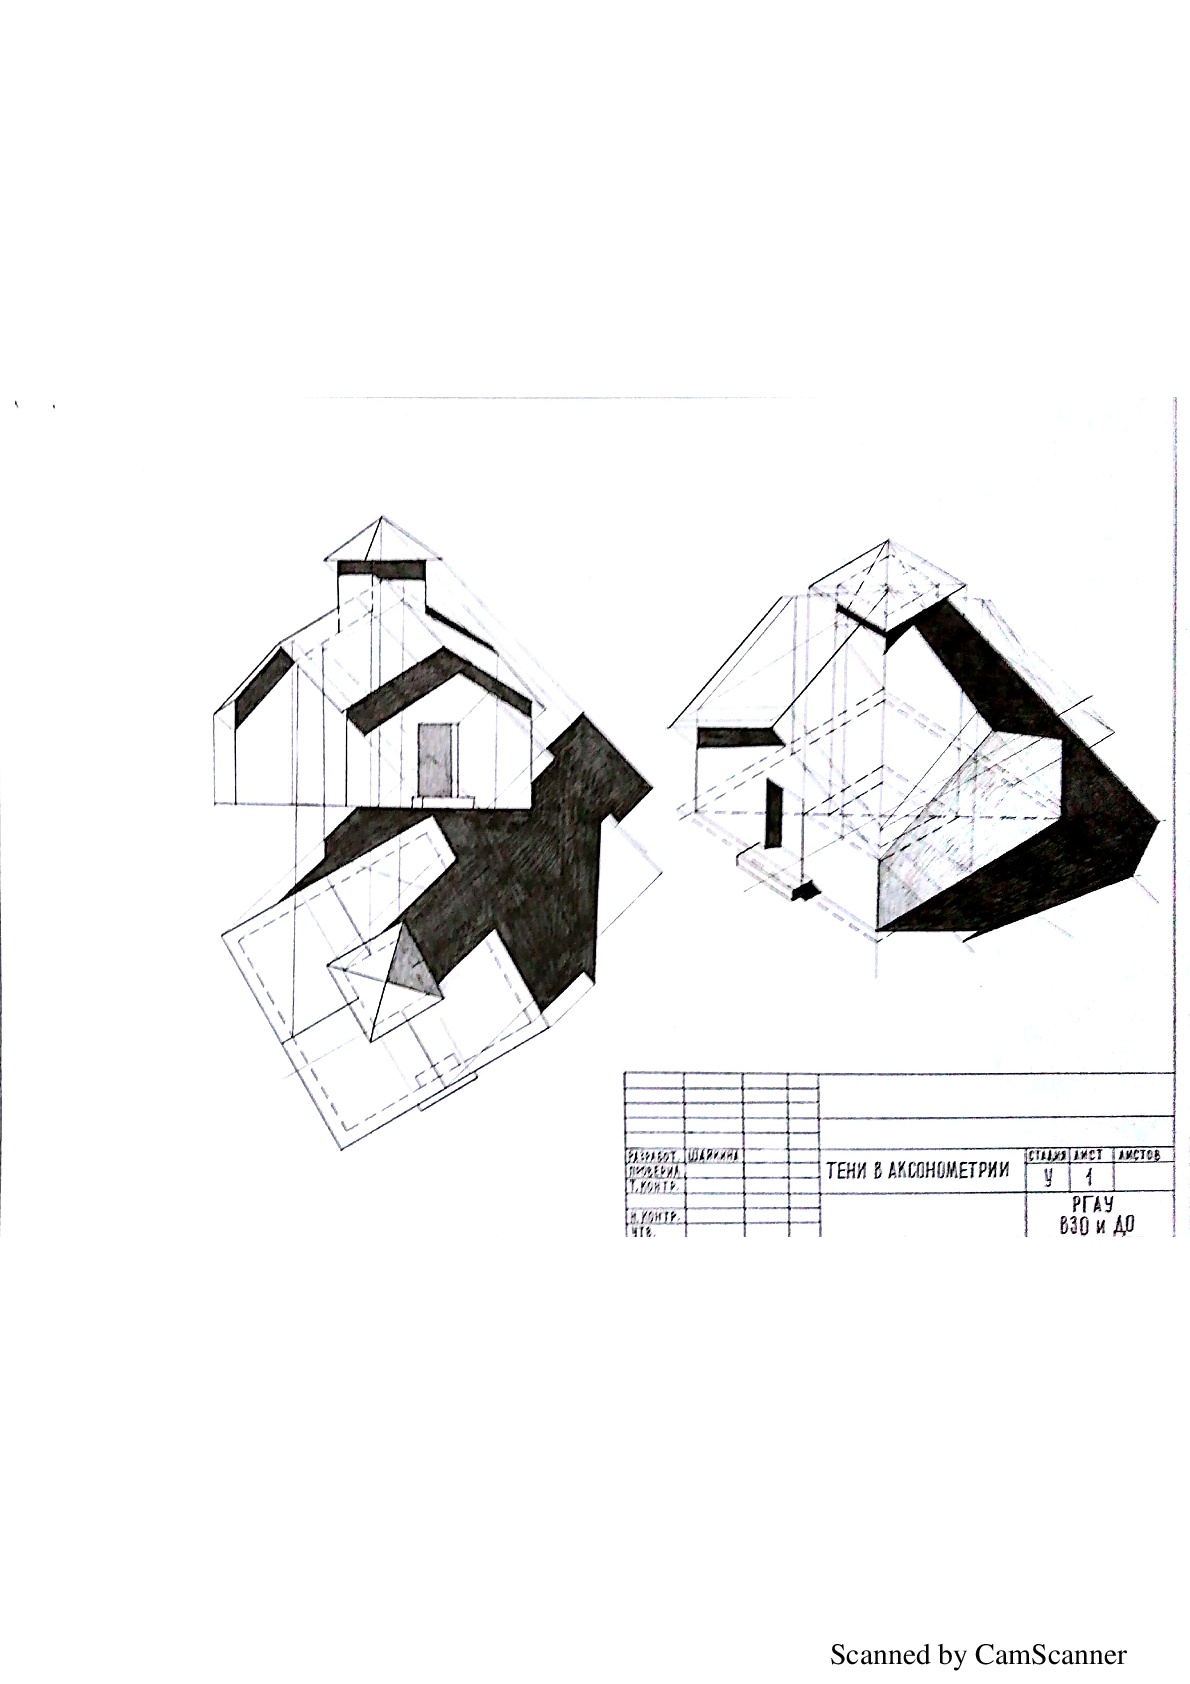 РАЗРАБОТ. ШАЙКИНА
ПРОВЕРИЛ
Т.КОНТР.
Н.КОНТР.
УТВ.
ТЕНИ В АКСОНОМЕТРИИ
СТАДИЯ ЛИСТ ЛИСТОВ
У 1
РГАУ
ВЗО и ДО
Scanned by CamScanner